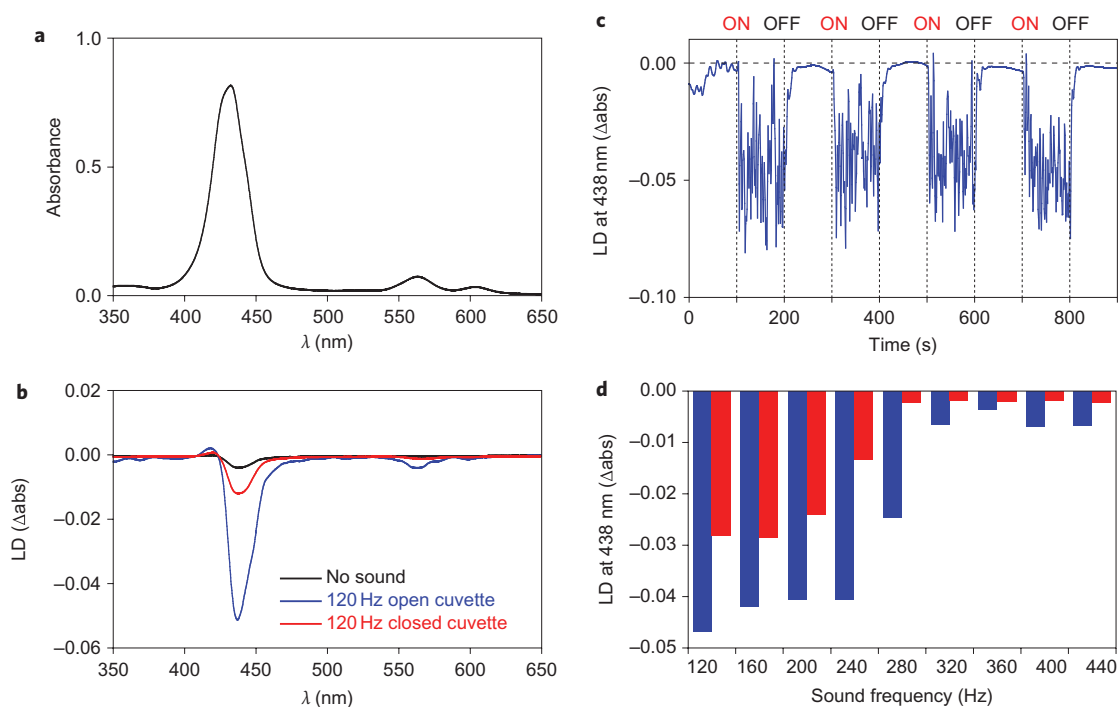 a
1.0
0.5
0.0
Absorbance
350 400 450 500 550 600 650
λ (nm)
b
0.02
0.00
−0.02
−0.04
−0.06
LD (Δabs)
No sound
120 Hz open cuvette
120 Hz closed cuvette
350 400 450 500 550 600 650
λ (nm)
c
ON OFF ON OFF ON OFF ON OFF
0.00
−0.05
−0.10
LD at 438 nm (Δabs)
0 200 400 600 800
Time (s)
d
0.00
−0.01
−0.02
−0.03
−0.04
−0.05
LD at 438 nm (Δabs)
120 160 200 240 280 320 360 400 440
Sound frequency (Hz)